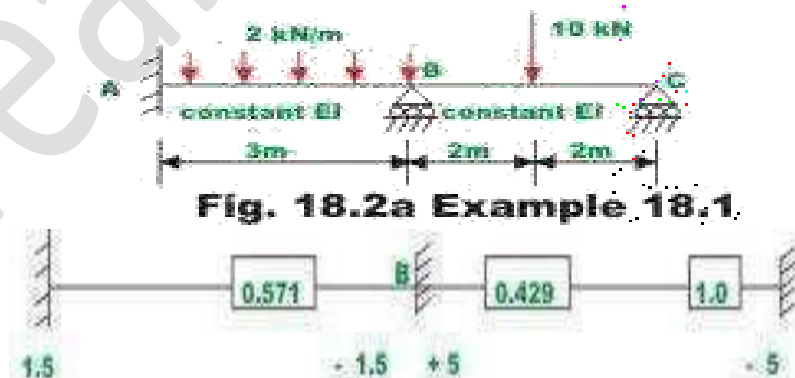 2 kN/m 10 kN
A B C
constant EI constant EI
3m 2m 2m
Fig. 18.2a Example 18.1
0.571 B 0.429 1.0
1.5 - 1.5 +5 - 5